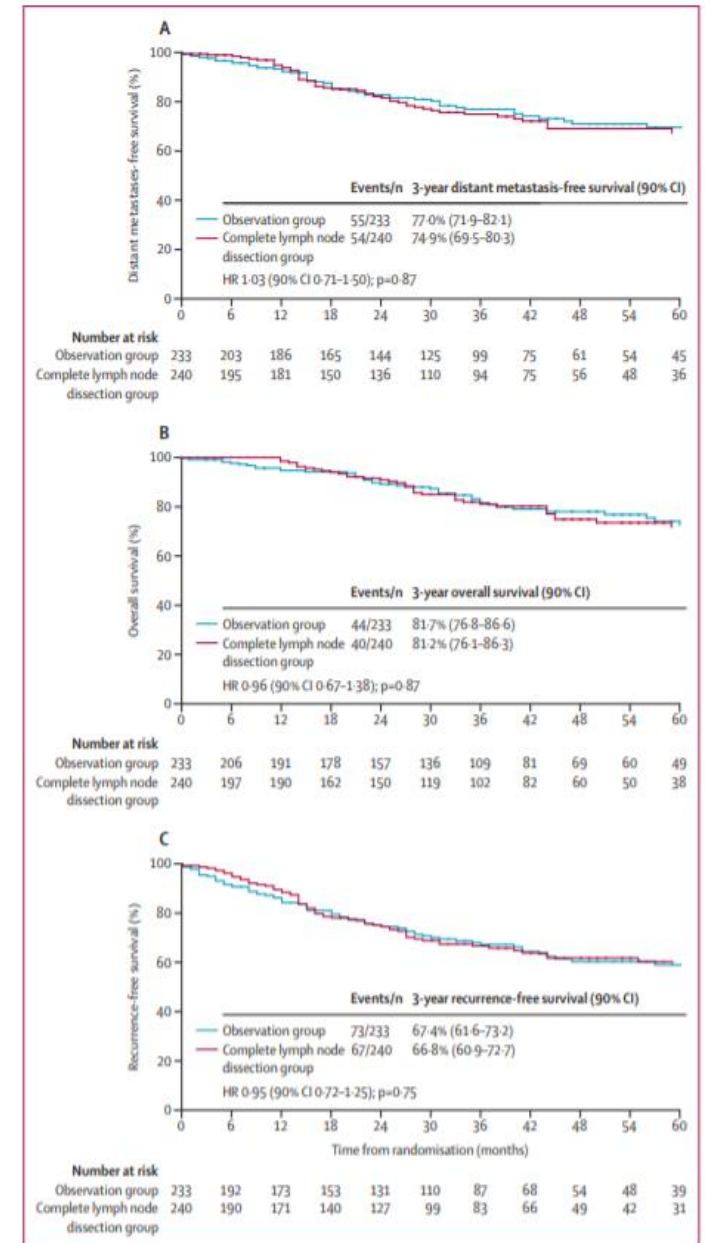 A
Distant metastases-free survival (%)
100
80
60
40
20
0
Events/n 3-year distant metastasis-free survival (90% CI)
Observation group 55/233 77·0% (71·9–82·1)
Complete lymph node 54/240 74·9% (69·5–80·3)
dissection group
HR 1·03 (90% CI 0·71–1·50); p=0·87
0 6 12 18 24 30 36 42 48 54 60
Number at risk
Observation group 233 203 186 165 144 125 99 75 61 54 45
Complete lymph node 240 195 181 150 136 110 94 75 56 48 36
dissection group
B
Overall survival (%)
100
80
60
40
20
0
Events/n 3-year overall survival (90% CI)
Observation group 44/233 81·7% (76·8–86·6)
Complete lymph node 40/240 81·2% (76·1–86·3)
dissection group
HR 0·96 (90% CI 0·67–1·38); p=0·87
0 6 12 18 24 30 36 42 48 54 60
Number at risk
Observation group 233 206 191 178 157 136 109 81 69 60 49
Complete lymph node 240 197 190 162 150 119 102 82 60 50 38
dissection group
C
Recurrence-free survival (%)
100
80
60
40
20
0
Events/n 3-year recurrence-free survival (90% CI)
Observation group 73/233 67·4% (61·6–73·2)
Complete lymph node 67/240 66·8% (60·9–72·7)
dissection group
HR 0·95 (90% CI 0·72–1·25); p=0·75
0 6 12 18 24 30 36 42 48 54 60
Time from randomisation (months)
Number at risk
Observation group 233 192 173 153 131 110 87 68 54 48 39
Complete lymph node 240 190 171 140 127 99 83 66 49 42 31
dissection group